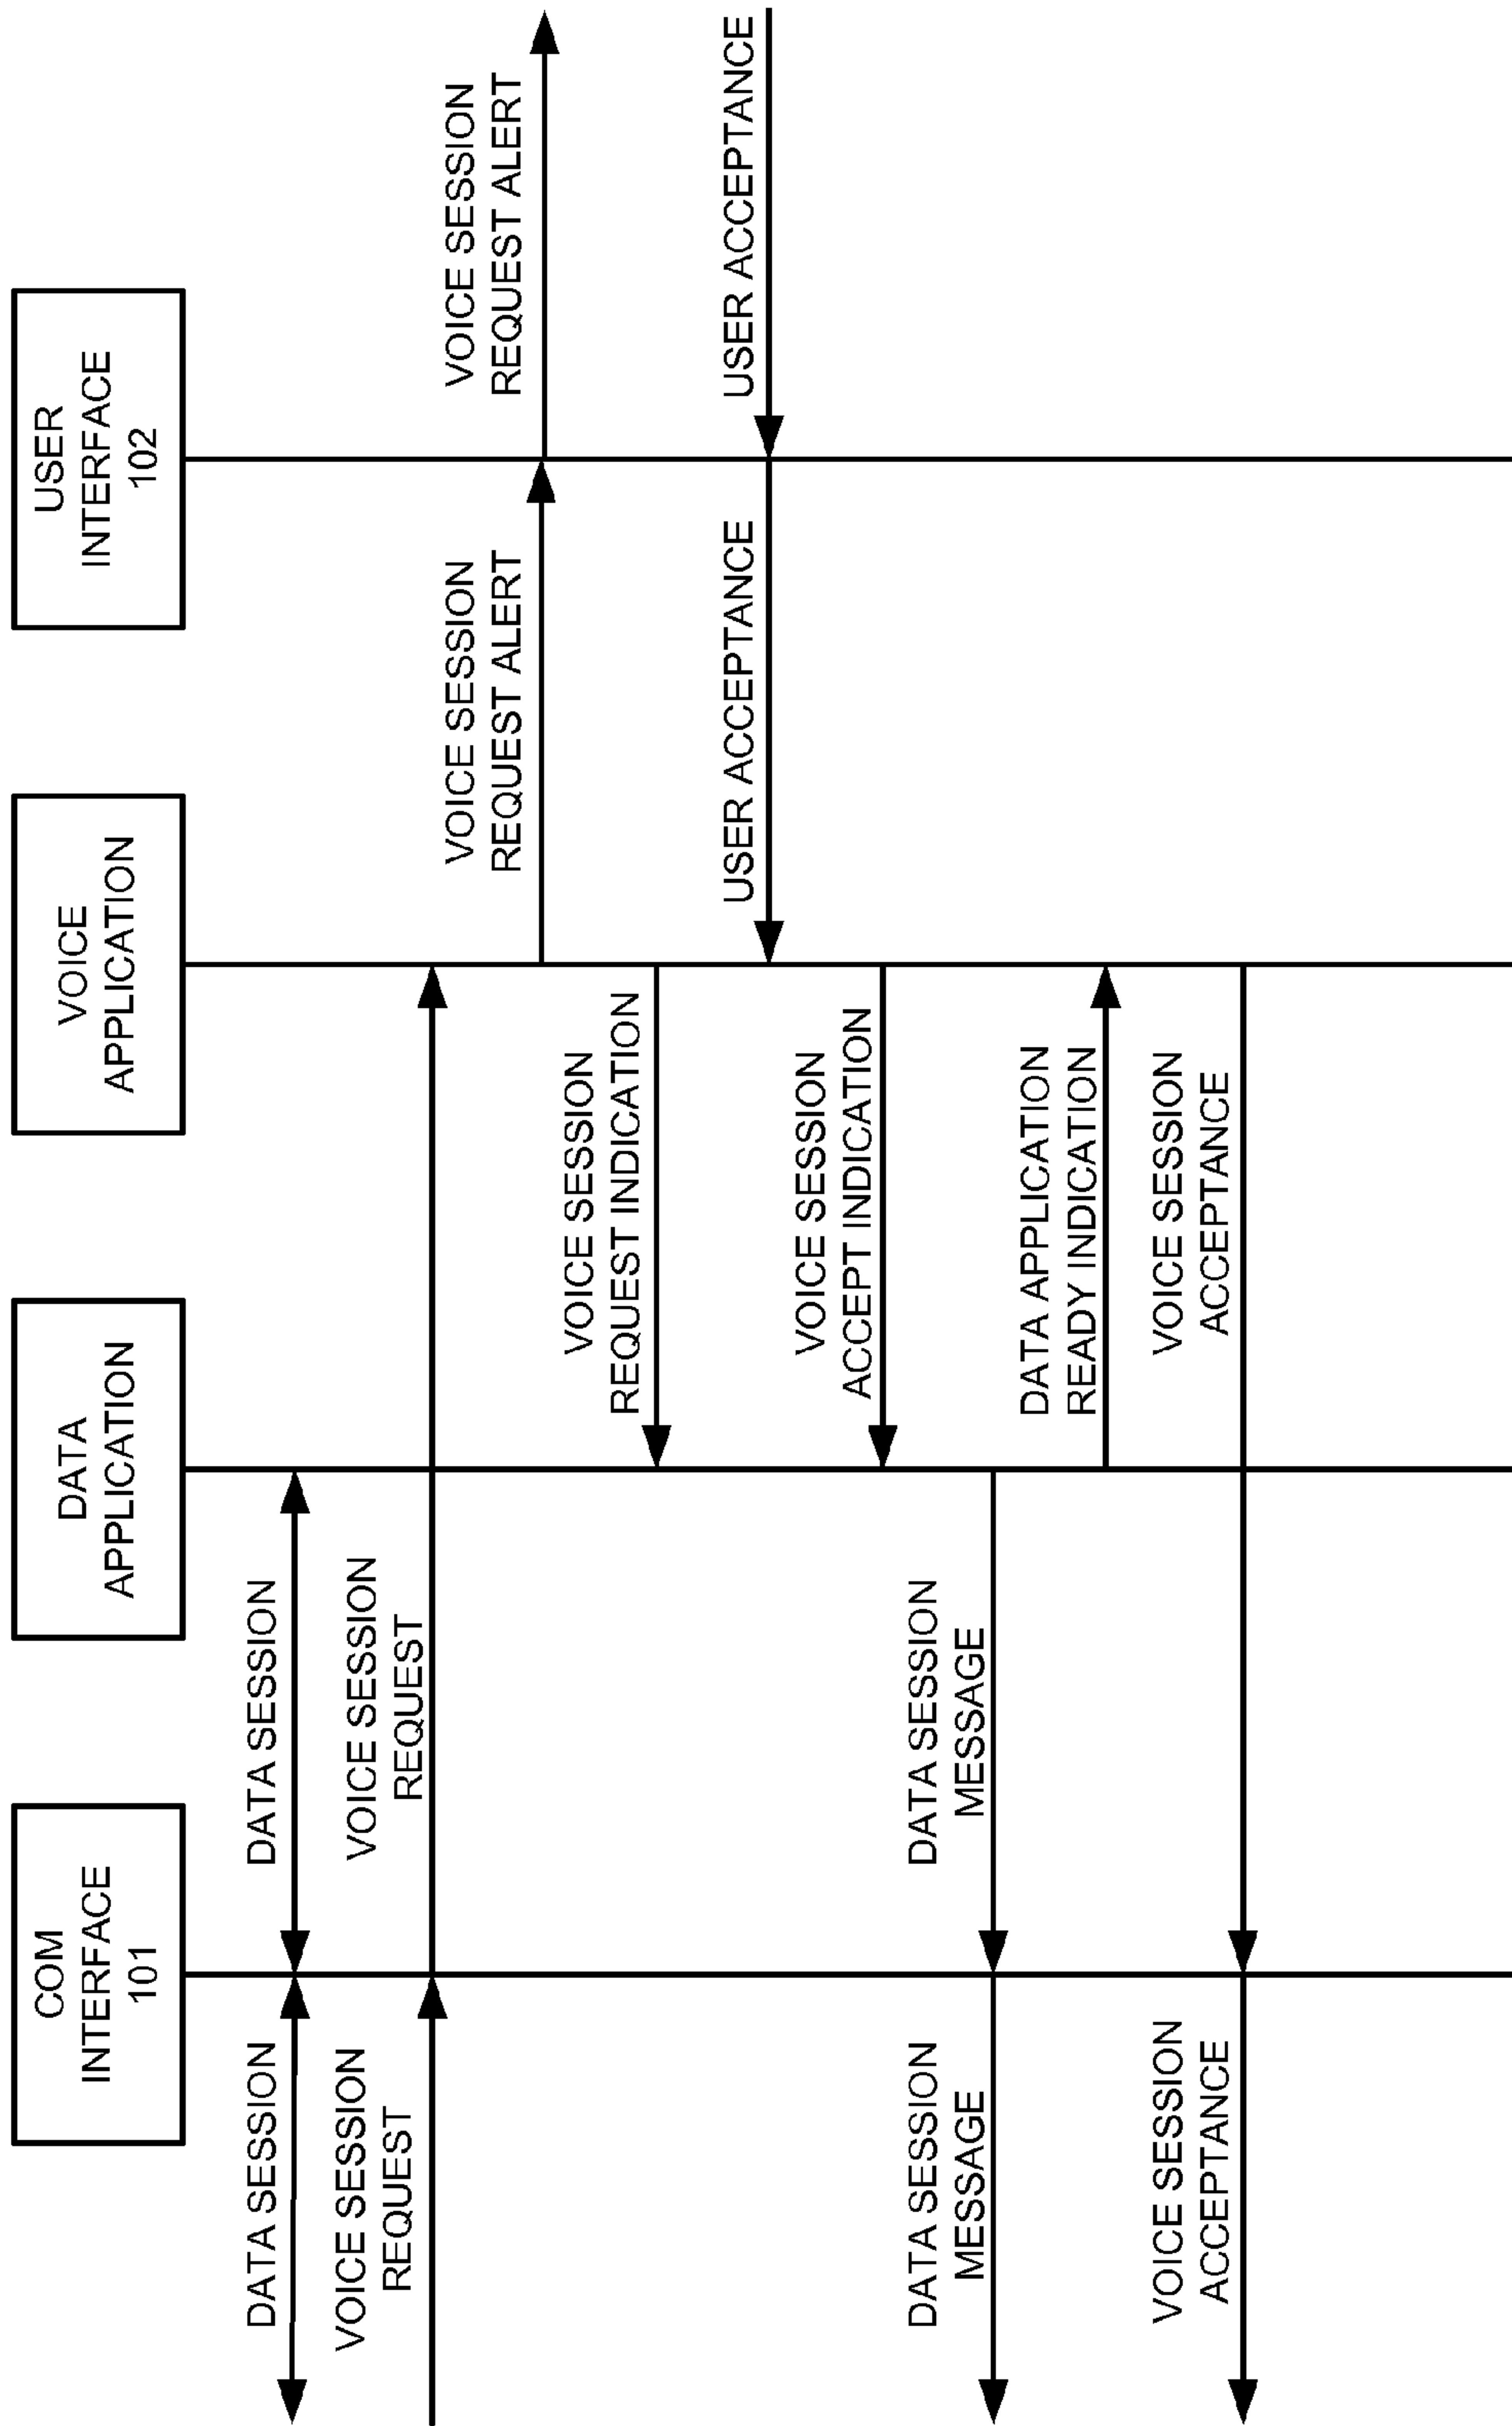 COM
INTERFACE
101
DATA
APPLICATION
VOICE
APPLICATION
USER
INTERFACE
102
DATA SESSION
DATA SESSION
VOICE SESSION
REQUEST
VOICE SESSION
REQUEST
VOICE SESSION
REQUEST ALERT
VOICE SESSION
REQUEST ALERT
VOICE SESSION
REQUEST INDICATION
USER ACCEPTANCE
USER ACCEPTANCE
VOICE SESSION
ACCEPT INDICATION
DATA SESSION
MESSAGE
DATA SESSION
MESSAGE
DATA APPLICATION
READY INDICATION
VOICE SESSION
ACCEPTANCE
VOICE SESSION
ACCEPTANCE